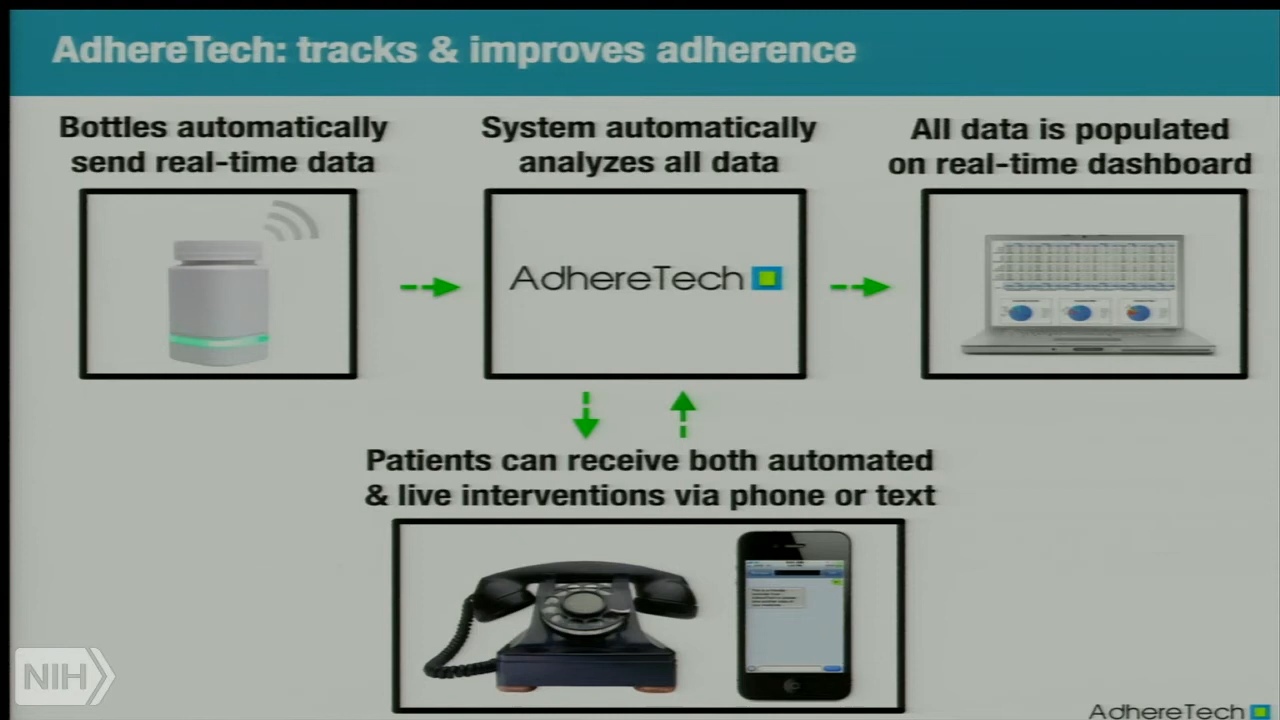 AdhereTech: tracks & improves adherence
Bottles automatically
send real-time data
System automatically
analyzes all data
All data is populated
on real-time dashboard
AdhereTech
Patients can receive both automated
& live interventions via phone or text
NIH
AdhereTech